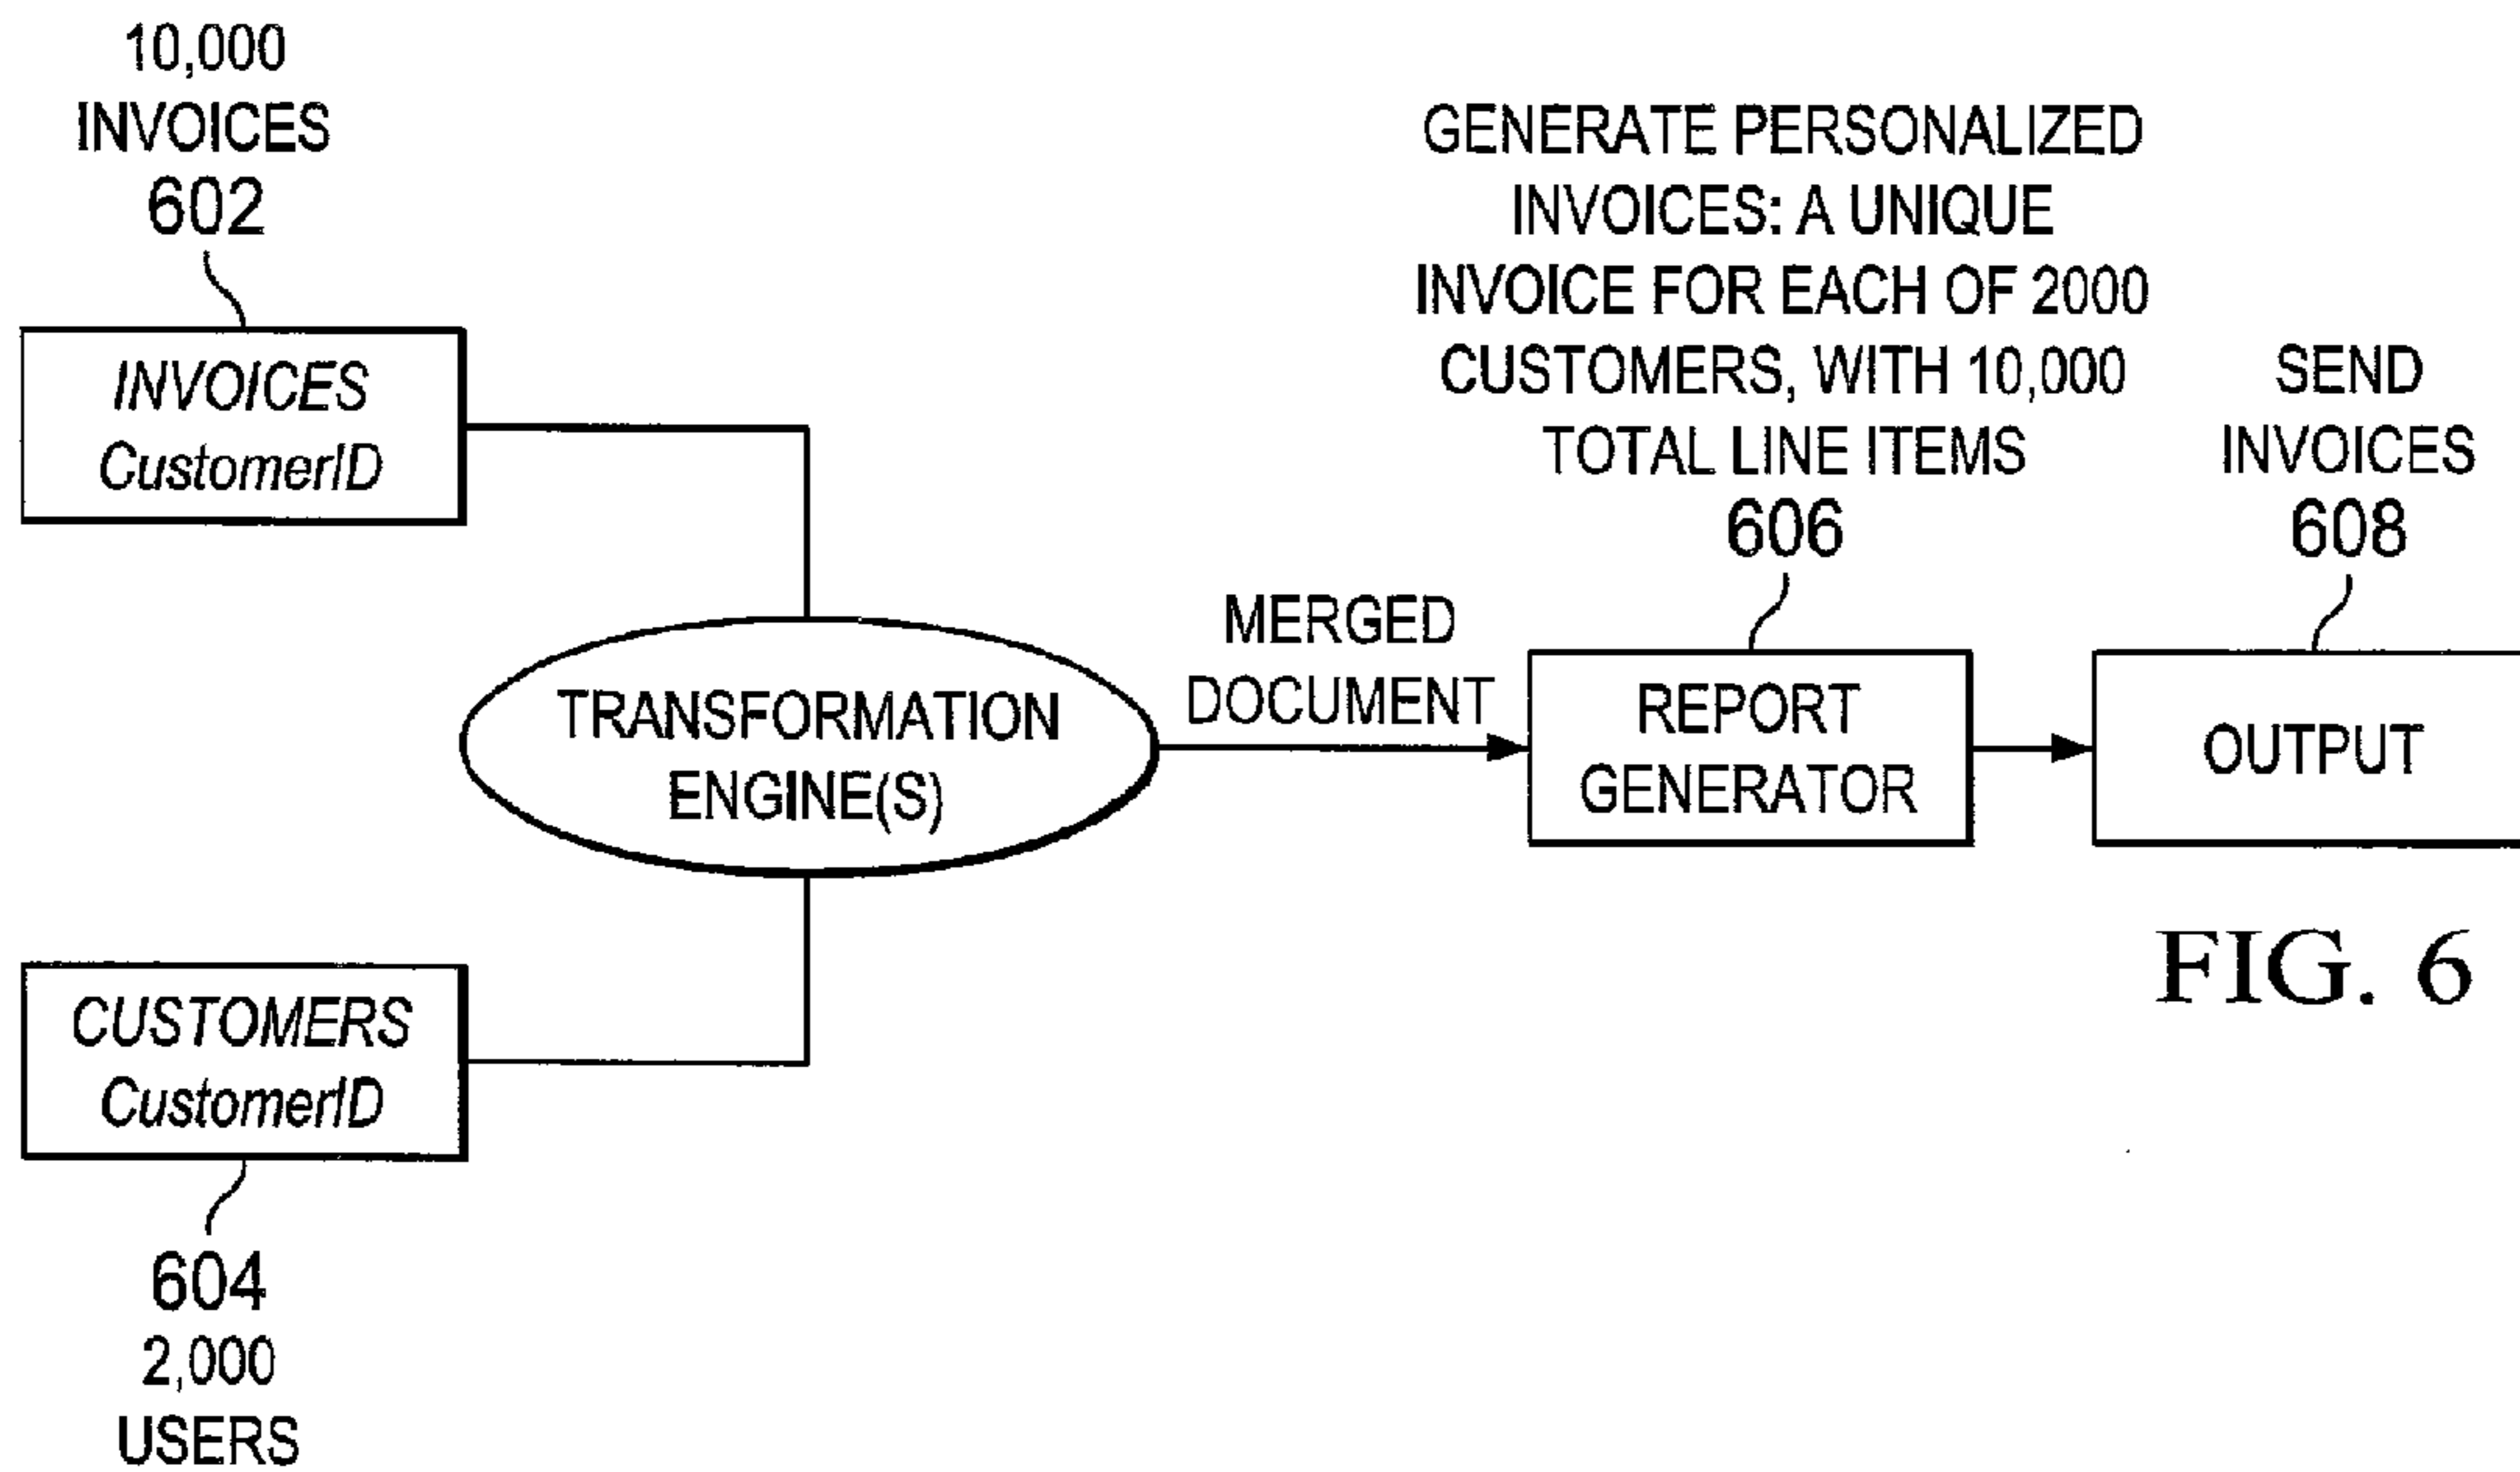 10,000
INVOICES
602
INVOICES
CustomerID
GENERATE PERSONALIZED
INVOICES: A UNIQUE
INVOICE FOR EACH OF 2000
CUSTOMERS, WITH 10,000
TOTAL LINE ITEMS
606
SEND
INVOICES
608
TRANSFORMATION
ENGINE(S)
MERGED
DOCUMENT
REPORT
GENERATOR
OUTPUT
CUSTOMERS
CustomerID
604
2,000
USERS
FIG. 6